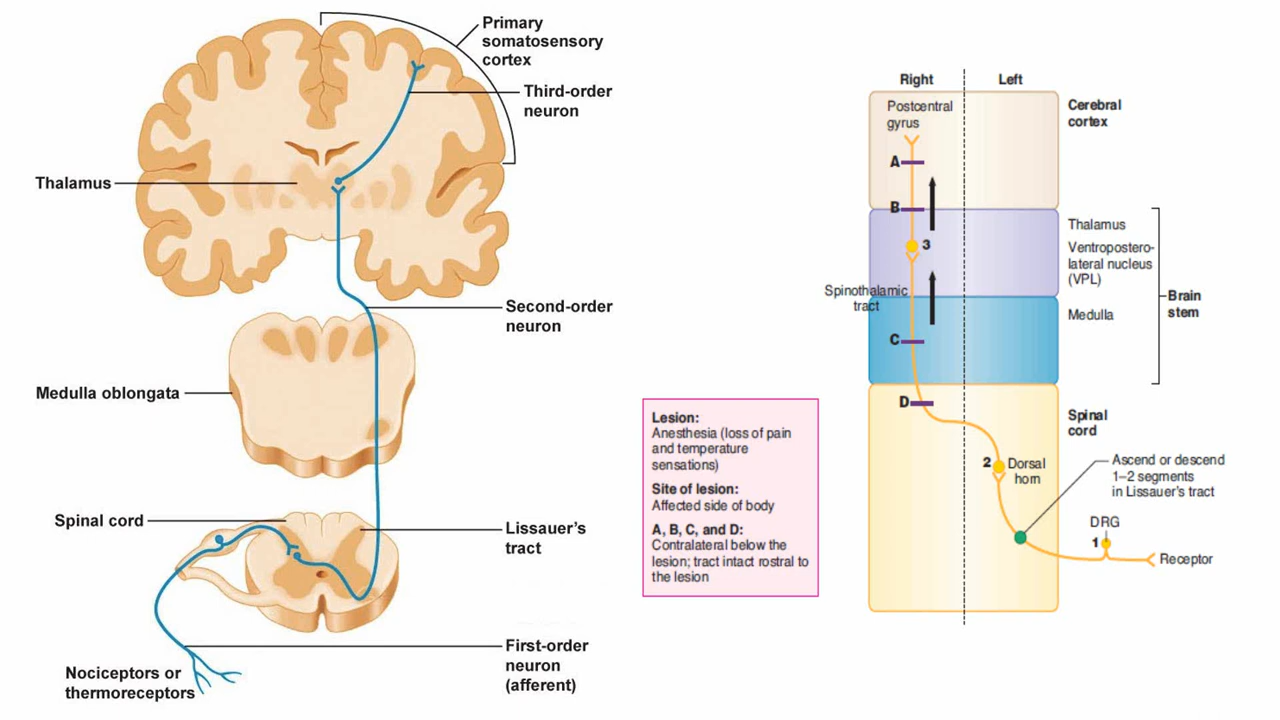 Primary
somatosensory
cortex
Third-order
neuron
Thalamus
Second-order
neuron
Medulla oblongata
Spinal cord
Lissauer's
tract
First-order
neuron
(afferent)
Nociceptors or
thermoreceptors
Lesion:
Anesthesia (loss of pain
and temperature
sensations)
Site of lesion:
Affected side of body
A, B, C, and D:
Contralateral below the
lesion; tract intact rostral to
the lesion
Right
Left
Postcentral
gyrus
Cerebral
cortex
A
B
Thalamus
3
Ventropostero-
lateral nucleus
(VPL)
Spinothalamic
tract
Brain
stem
Medulla
C
D
Spinal
cord
2
Dorsal
horn
Ascend or descend
1–2 segments
in Lissauer's tract
DRG
1
Receptor